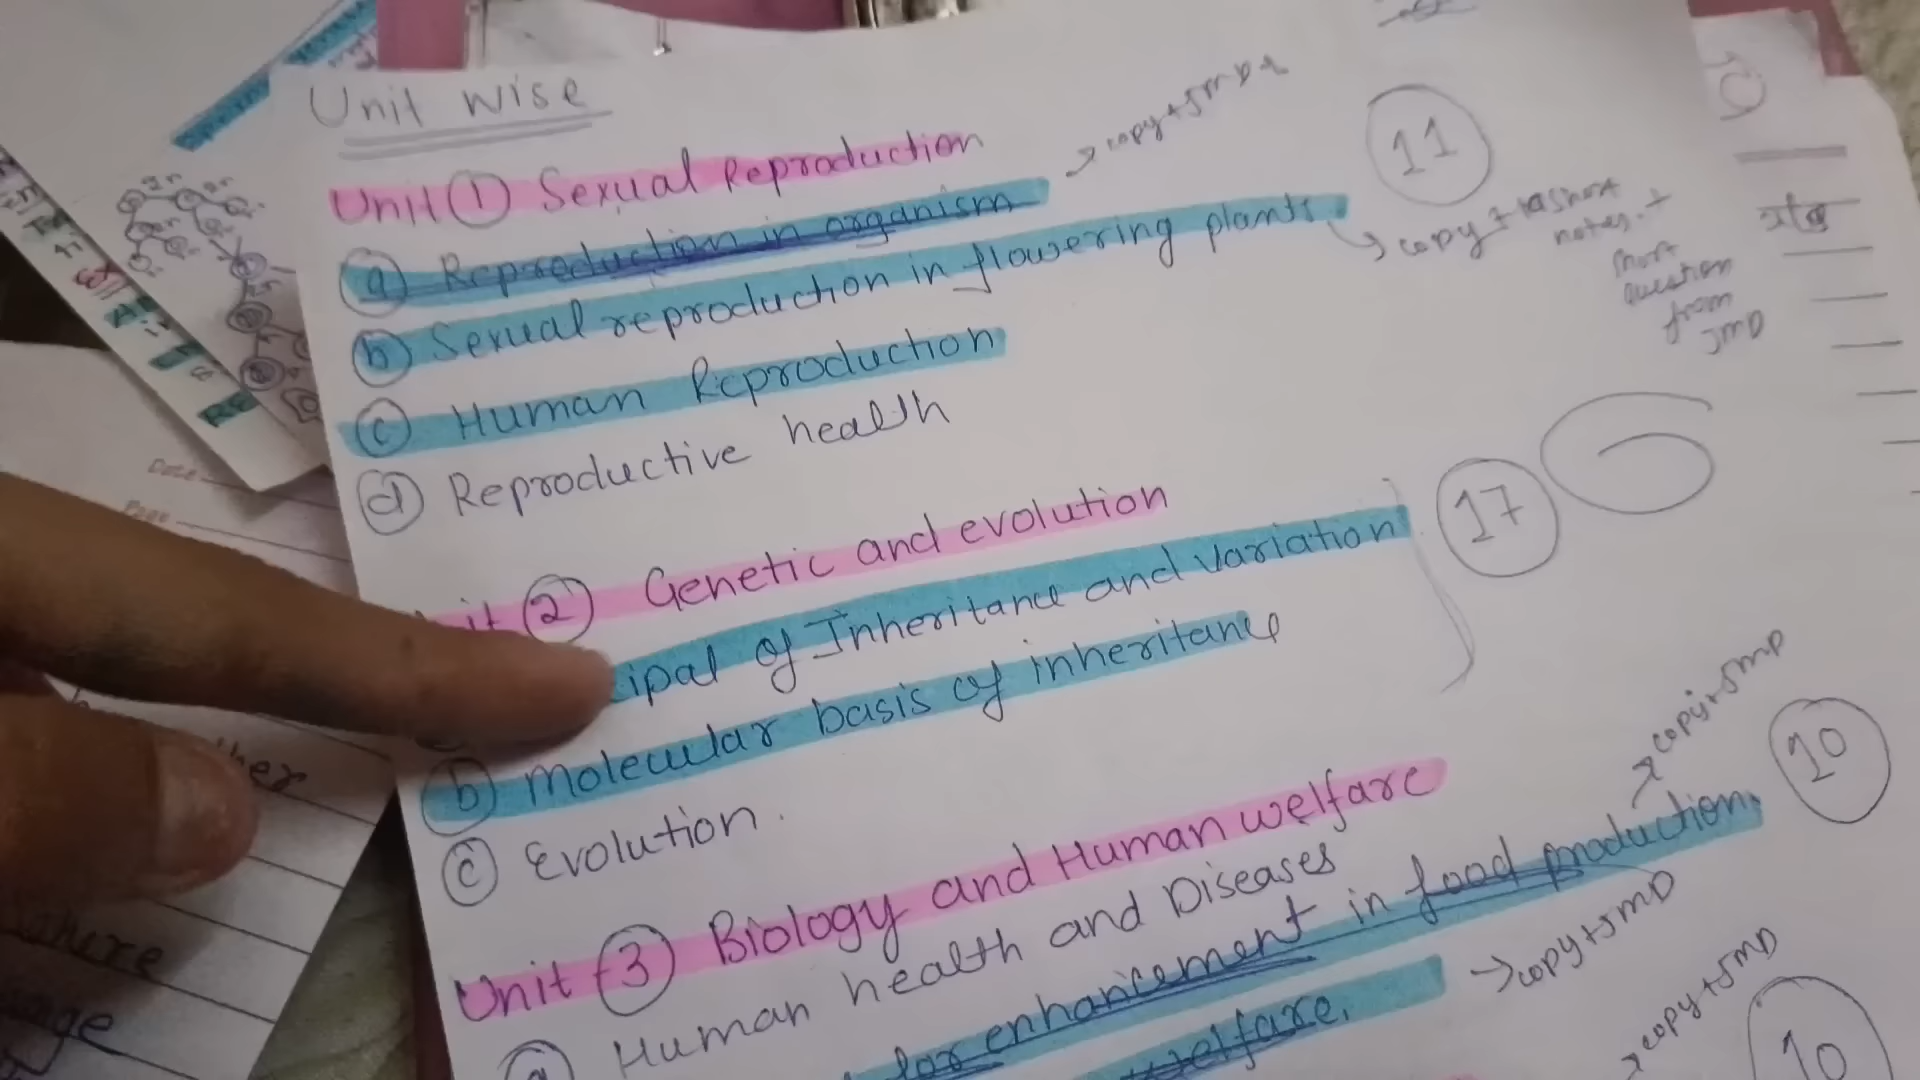 Unit Wise
Unit ① Sexual Reproduction
→ copy + JMD +
11
ⓐ Reproduction in organism
ⓑ Sexual reproduction in flowering plants.
→ copy + short notes. +
short
question
from
JMD
ⓒ Human Reproduction
ⓓ Reproductive health
② Genetic and evolution
17
ipal of Inheritance and Variation
ⓑ Molecular basis of inheritance
ⓒ Evolution.
Unit ③ Biology and Human welfare
10
ⓐ Human health and Diseases
for enhancement in food production.
→ copy + JMD
welfare.
→ copy + JMD
→ copy + JMD
10
Date
Page